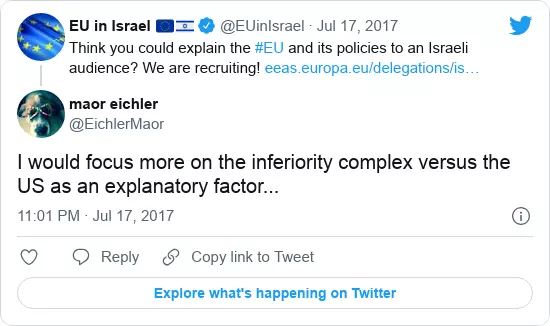 EU in Israel 🇪🇺🇮🇱 @EUinIsrael · Jul 17, 2017
Think you could explain the #EU and its policies to an Israeli
audience? We are recruiting! eeas.europa.eu/delegations/is…
maor eichler
@EichlerMaor
I would focus more on the inferiority complex versus the
US as an explanatory factor...
11:01 PM · Jul 17, 2017
Reply
Copy link to Tweet
Explore what's happening on Twitter